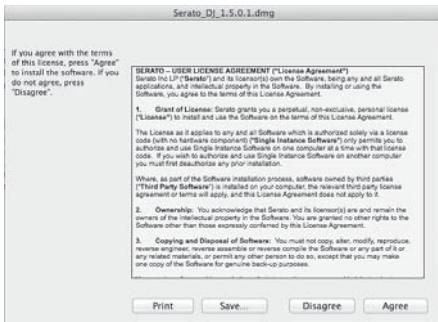 Serato_DJ_1.5.0.1.dmg
If you agree with the terms
of this license, press "Agree"
to install the software. If you
do not agree, press
"Disagree".
SERATO – USER LICENSE AGREEMENT ("License Agreement")
Serato Inc LP ("Serato") and its licensor(s) own the Software, being any and all Serato
applications, and intellectual property in the Software. By installing or using the
Software, you agree to the terms of this License Agreement.
1. Grant of License: Serato grants you a perpetual, non-exclusive, personal license
("License") to install and use the Software on the terms of this License Agreement.
The License as it applies to any and all Software which is authorized solely via a license
code (with no hardware component) ("Single Instance Software") only permits you to
authorize and use Single Instance Software on one computer at a time with that license
code. If you wish to authorize and use Single Instance Software on another computer
you must first deauthorize any prior installation.
Where, as part of the Software installation process, software owned by third parties
("Third Party Software") is installed on your computer, the relevant third party license
agreement or terms will apply, and this License Agreement does not apply to it.
2. Ownership: You acknowledge that Serato and its licensor(s) are and remain the
owners of the intellectual property in the Software. You are granted no other rights to the
Software other than those expressly conferred by this License Agreement.
3. Copying and Disposal of Software: You must not copy, alter, modify, reproduce,
reverse engineer, reverse assemble or reverse compile the Software or any part of it or
any related materials, or permit any other person to do so, except that you may make
one copy of the Software for genuine back-up purposes.
Print Save... Disagree Agree